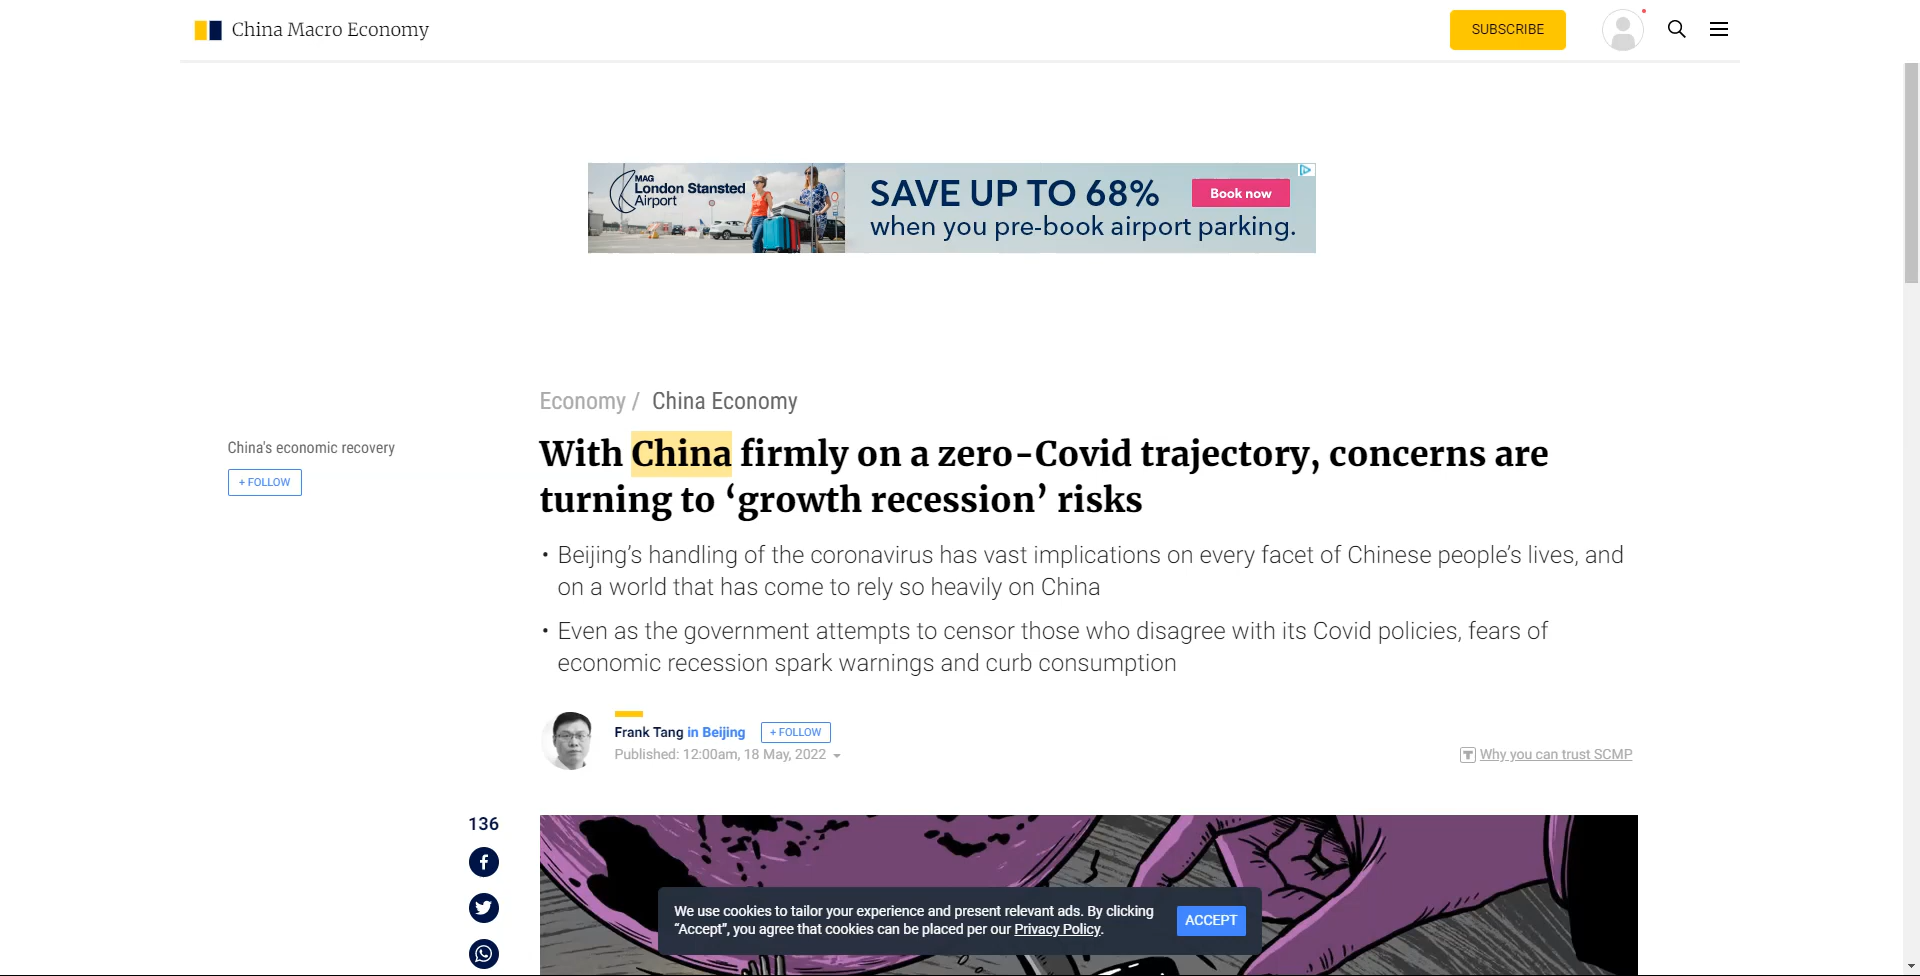 China Macro Economy
SUBSCRIBE
MAG
London Stansted
Airport
SAVE UP TO 68%
when you pre-book airport parking.
Book now
Economy / China Economy
China's economic recovery
+ FOLLOW
With China firmly on a zero-Covid trajectory, concerns are
turning to ‘growth recession’ risks
• Beijing’s handling of the coronavirus has vast implications on every facet of Chinese people’s lives, and
on a world that has come to rely so heavily on China
• Even as the government attempts to censor those who disagree with its Covid policies, fears of
economic recession spark warnings and curb consumption
Frank Tang in Beijing + FOLLOW
Published: 12:00am, 18 May, 2022
Why you can trust SCMP
136
We use cookies to tailor your experience and present relevant ads. By clicking
“Accept”, you agree that cookies can be placed per our Privacy Policy.
ACCEPT